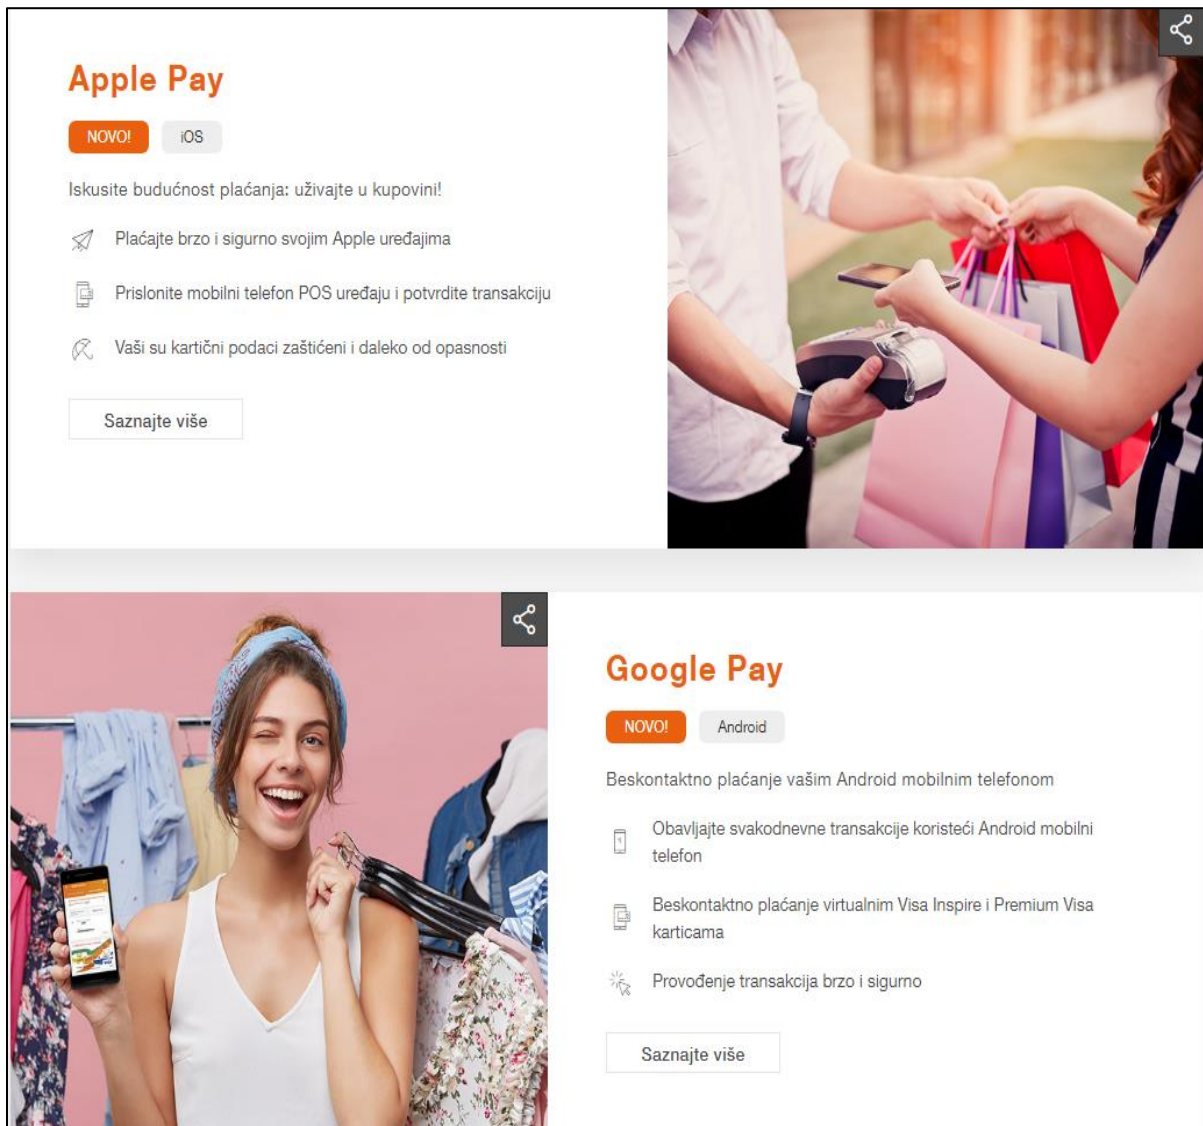 Apple Pay
NOVO!
iOS
Iskusite budućnost plaćanja: uživajte u kupovini!
Plaćajte brzo i sigurno svojim Apple uređajima
Prislonite mobilni telefon POS uređaju i potvrdite transakciju
Vaši su kartični podaci zaštićeni i daleko od opasnosti
Saznajte više
Google Pay
NOVO!
Android
Beskontaktno plaćanje vašim Android mobilnim telefonom
Obavljajte svakodnevne transakcije koristeći Android mobilni
telefon
Beskontaktno plaćanje virtualnim Visa Inspire i Premium Visa
karticama
Provođenje transakcija brzo i sigurno
Saznajte više